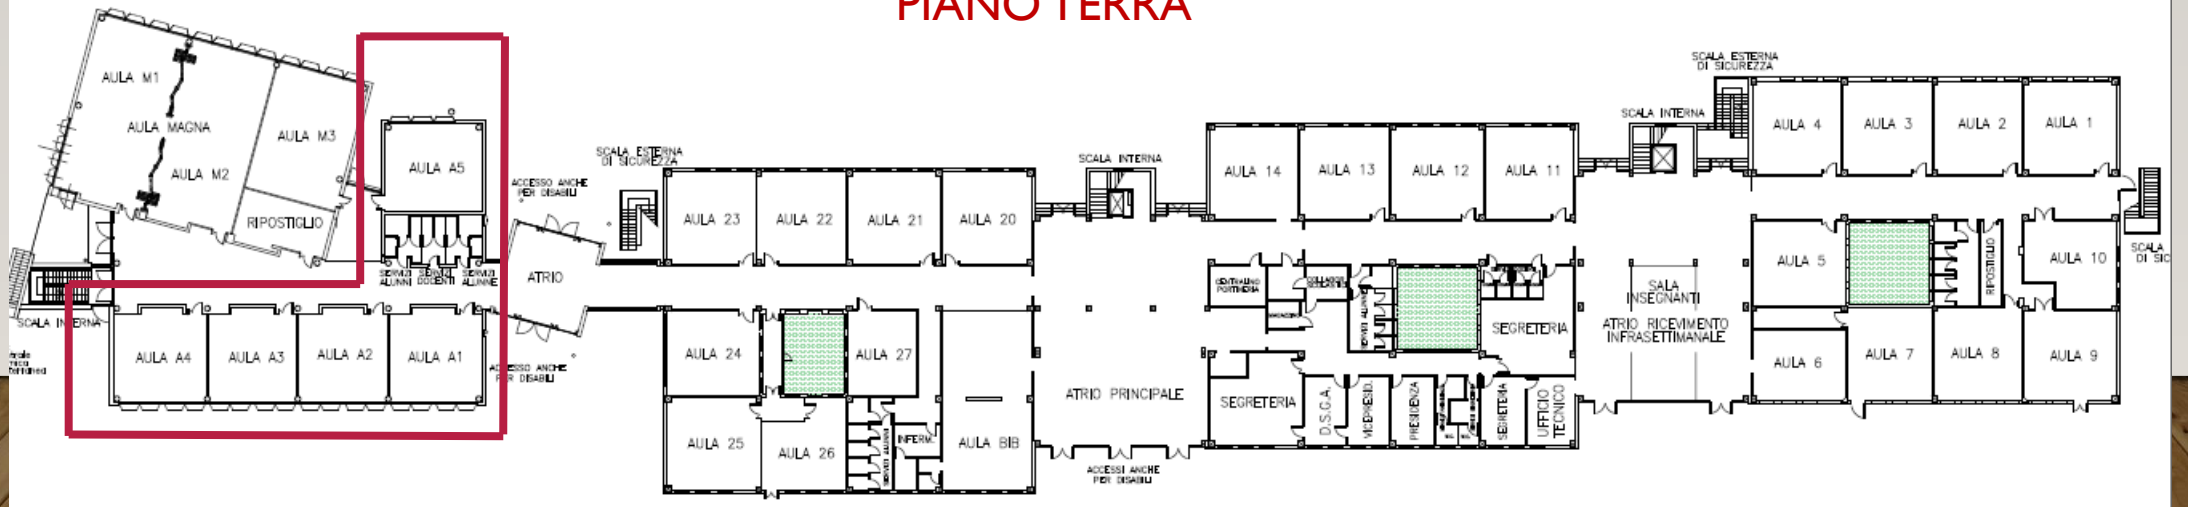 PIANO TERRA
AULA M1
AULA MAGNA
AULA M2
AULA M3
RIPOSTIGLIO
AULA A5
SERVIZI
ALUNNI
SERVIZI
DOCENTI
SERVIZI
ALUNNE
SCALA INTERNA
AULA A4
AULA A3
AULA A2
AULA A1
ACCESSO ANCHE
PER DISABILI
ATRIO
ACCESSO ANCHE
PER DISABILI
SCALA ESTERNA
DI SICUREZZA
AULA 23
AULA 22
AULA 21
AULA 20
AULA 24
AULA 27
AULA 25
AULA 26
SERVIZI ALUNNI
INFERM.
AULA BIB
SCALA INTERNA
ATRIO PRINCIPALE
ACCESSI ANCHE
PER DISABILI
AULA 14
AULA 13
AULA 12
AULA 11
CENTRALINO
PORTINERIA
SERVIZI ALUNNE
SEGRETERIA
SEGRETERIA
D.S.G.A.
VICEPRESID.
PRESIDENZA
SEGRETERIA
UFFICIO
TECNICO
SCALA INTERNA
SCALA ESTERNA
DI SICUREZZA
SALA
INSEGNANTI
ATRIO RICEVIMENTO
INFRASETTIMANALE
AULA 4
AULA 3
AULA 2
AULA 1
AULA 5
RIPOSTIGLIO
AULA 10
AULA 6
AULA 7
AULA 8
AULA 9
SCALA
DI SIC